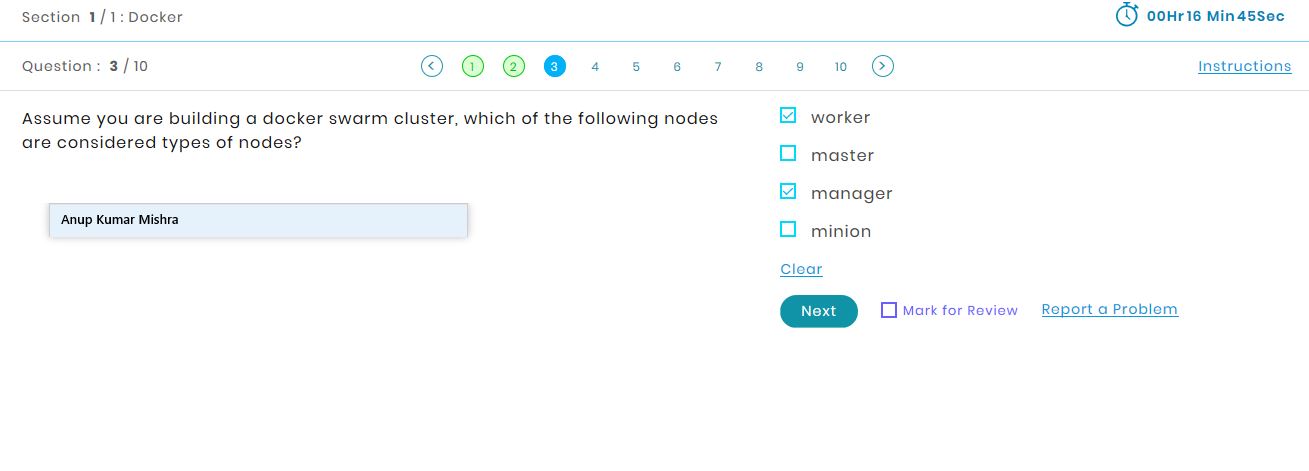 Section 1 / 1 : Docker
00Hr 16 Min 45Sec
Question : 3 / 10
1 2 3 4 5 6 7 8 9 10
Instructions
Assume you are building a docker swarm cluster, which of the following nodes
are considered types of nodes?
Anup Kumar Mishra
worker
master
manager
minion
Clear
Next
Mark for Review
Report a Problem